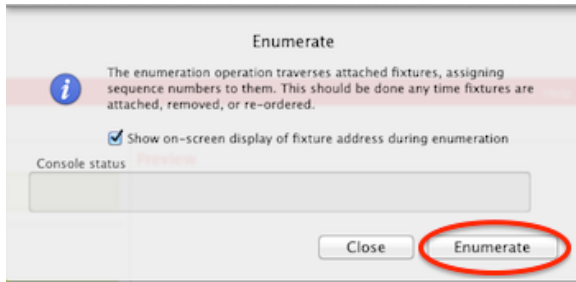 Enumerate
The enumeration operation traverses attached fixtures, assigning
sequence numbers to them. This should be done any time fixtures are
attached, removed, or re-ordered.
Show on-screen display of fixture address during enumeration
Console status Preview
Close Enumerate